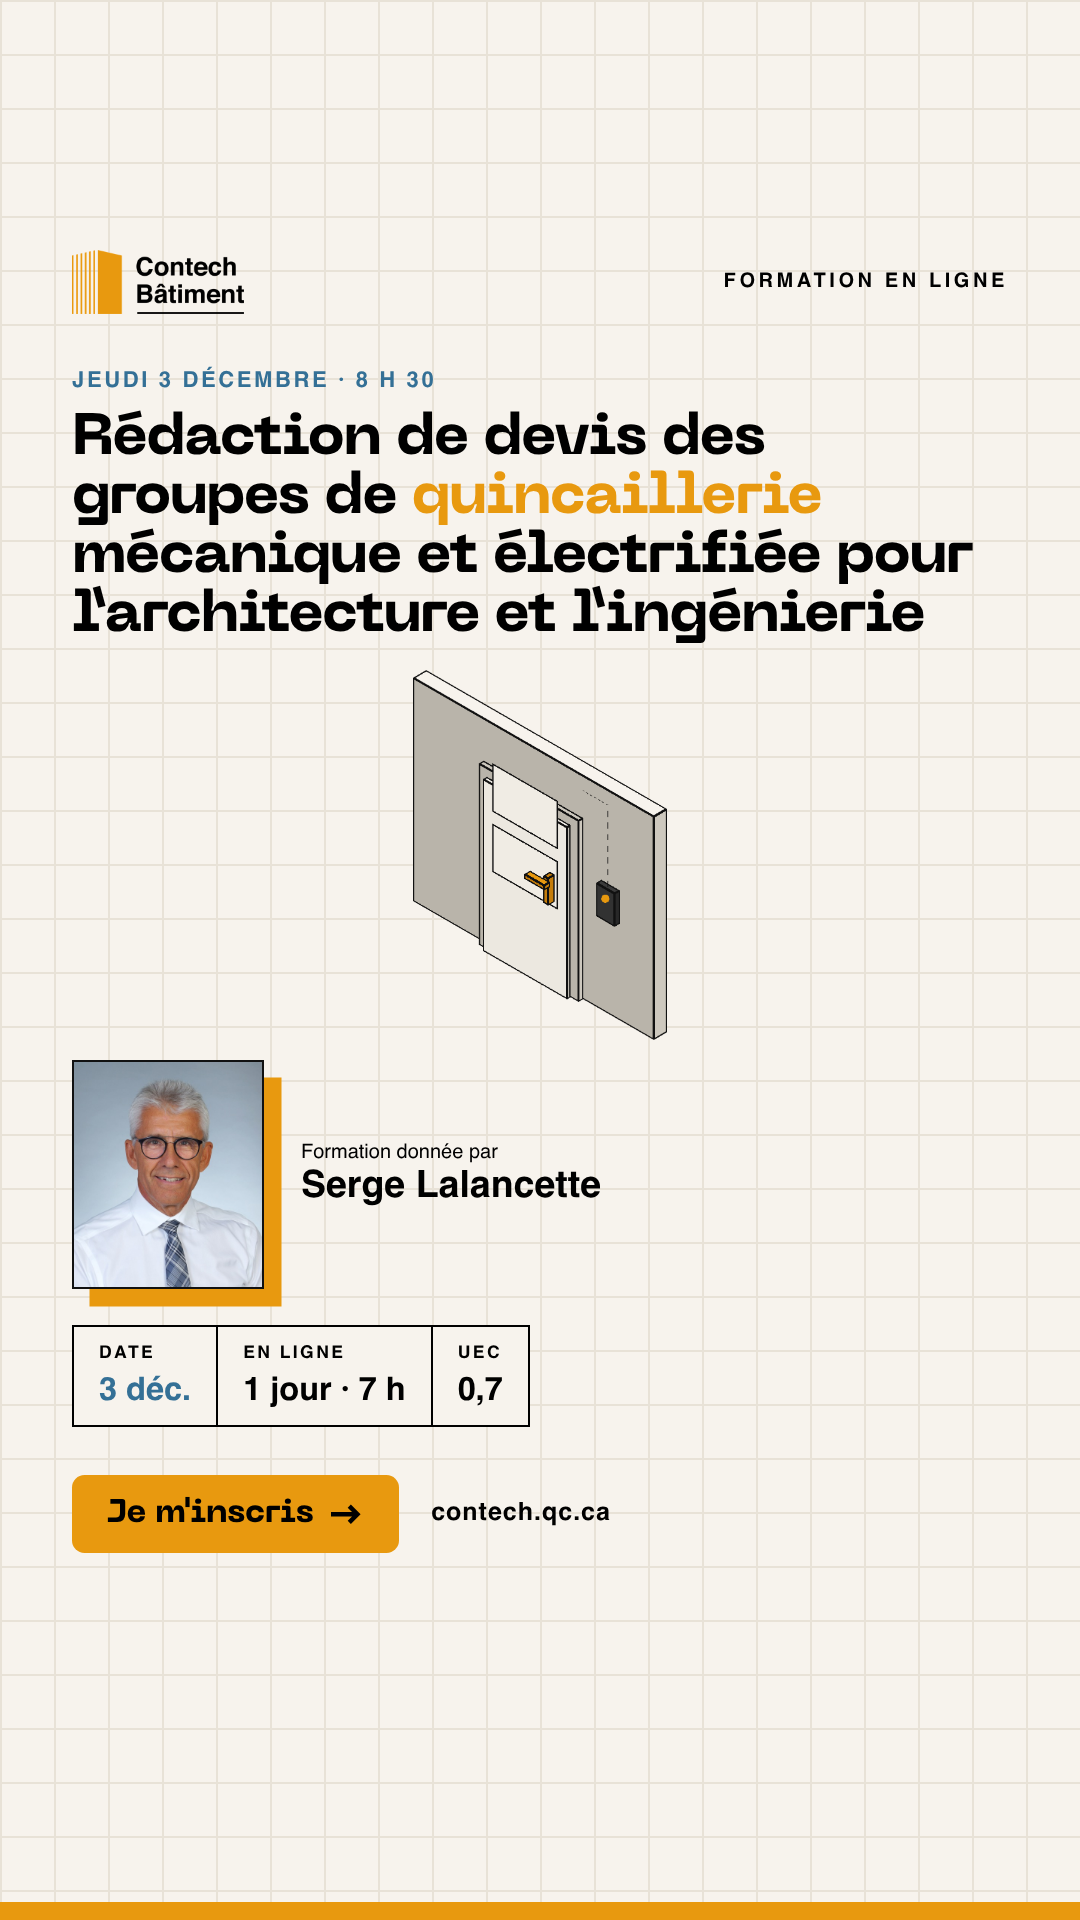 Contech
Bâtiment
FORMATION EN LIGNE
JEUDI 3 DÉCEMBRE · 8 H 30
Rédaction de devis des
groupes de quincaillerie
mécanique et électrifiée pour
l‘architecture et l‘ingénierie
Formation donnée par
Serge Lalancette
DATE
3 déc.
EN LIGNE
1 jour · 7 h
UEC
0,7
Je m'inscris →
contech.qc.ca